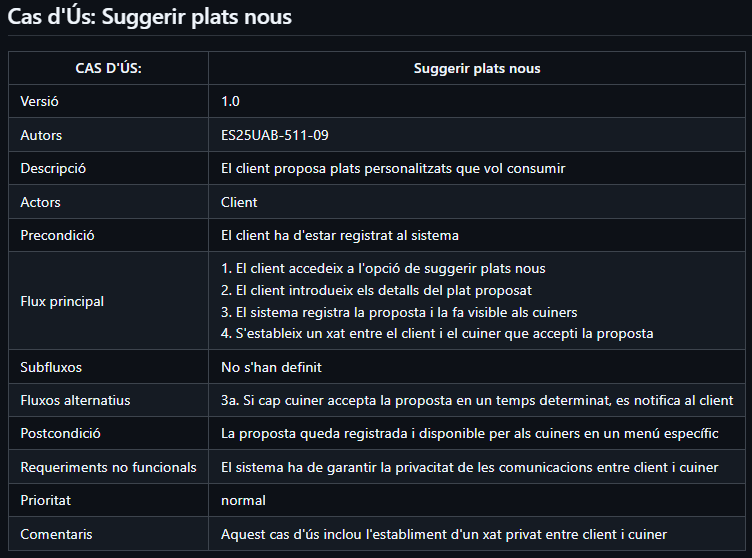 Cas d'Ús: Suggerir plats nous
CAS D'ÚS: Suggerir plats nous
Versió 1.0
Autors ES25UAB-511-09
Descripció El client proposa plats personalitzats que vol consumir
Actors Client
Precondició El client ha d'estar registrat al sistema
Flux principal
1. El client accedeix a l'opció de suggerir plats nous
2. El client introdueix els detalls del plat proposat
3. El sistema registra la proposta i la fa visible als cuiners
4. S'estableix un xat entre el client i el cuiner que accepti la proposta
Subfluxos No s'han definit
Fluxos alternatius 3a. Si cap cuiner accepta la proposta en un temps determinat, es notifica al client
Postcondició La proposta queda registrada i disponible per als cuiners en un menú específic
Requeriments no funcionals El sistema ha de garantir la privacitat de les comunicacions entre client i cuiner
Prioritat normal
Comentaris Aquest cas d'ús inclou l'establiment d'un xat privat entre client i cuiner